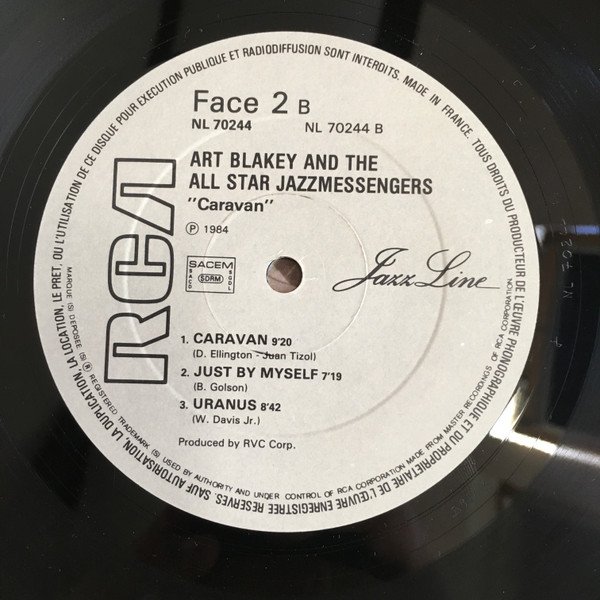 TOUS DROITS DU PRODUCTEUR DE L'ŒUVRE PHONOGRAPHIQUE ET DU PROPRIETAIRE DE L'ŒUVRE ENREGISTREE RESERVES. SAUF AUTORISATION, LA DUPLICATION, LA LOCATION, LE PRET, OU L'UTILISATION DE CE DISQUE POUR EXECUTION PUBLIQUE ET RADIODIFFUSION SONT INTERDITS. MADE IN FRANCE.
Face 2 B
NL 70244 NL 70244 B
ART BLAKEY AND THE
ALL STAR JAZZMESSENGERS
"Caravan"
Ⓟ 1984
RCA
SACEM
SACD SDRM SGDL
Jazz Line
1. CARAVAN 9'20
(D. Ellington - Juan Tizol)
2. JUST BY MYSELF 7'19
(B. Golson)
3. URANUS 8'42
(W. Davis Jr.)
Produced by RVC Corp.
MARQUE (S) DEPOSEE (S) ® REGISTERED TRADEMARK (S) USED BY AUTHORITY AND UNDER CONTROL OF RCA CORPORATION MADE FROM MASTER RECORDINGS OF RCA CORPORATION